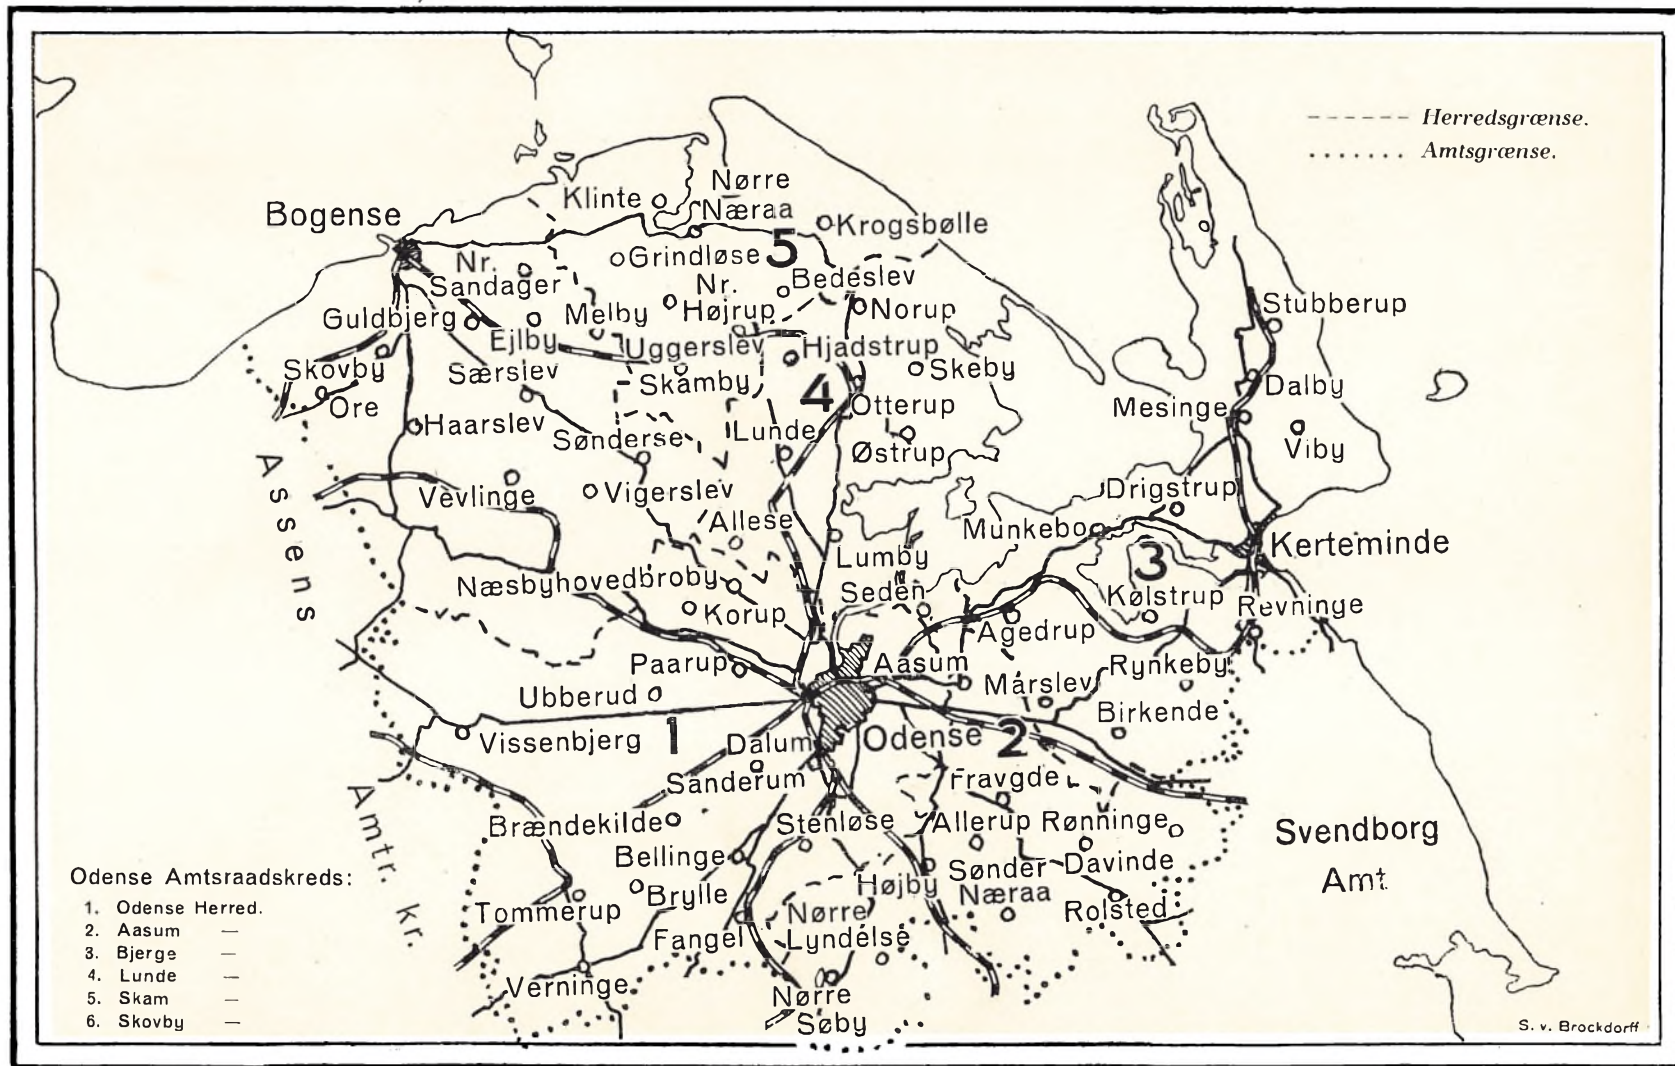 Herredsgrænse.
Amtsgrænse.
Nørre
Næraa
Klinte
Bogense
Krogsbølle
5
Grindløse
Nr.
Sandager
Nr.
Højrup
Bedeslev
Norup
Guldbjerg
Melby
Ejlby
Uggerslev
Hjadstrup
Stubberup
Skovby
Særslev
Skamby
Skeby
Ore
4
Otterup
Dalby
Mesinge
Haarslev
Sønderse
Lunde
Østrup
Viby
Assens
Vevlinge
Vigerslev
Drigstrup
Allese
Munkebo
Lumby
Kerteminde
3
Næsbyhovedbroby
Seden
Kølstrup
Revninge
Korup
Agedrup
Paarup
Aasum
Rynkeby
Ubberud
Mårslev
Birkende
Vissenbjerg
1
Dalum
Odense
2
Sanderum
Fravgde
Amtr. kr.
Brændekilde
Stenløse
Allerup
Rønninge
Svendborg
Amt.
Bellinge
Sønder
Næraa
Davinde
Højby
Brylle
Tommerup
Nørre
Lyndelse
Rolsted
Fangel
Verninge
Nørre
Søby
Odense Amtsraadskreds:
1. Odense Herred.
2. Aasum —
3. Bjerge —
4. Lunde —
5. Skam —
6. Skovby —
S. v. Brockdorff